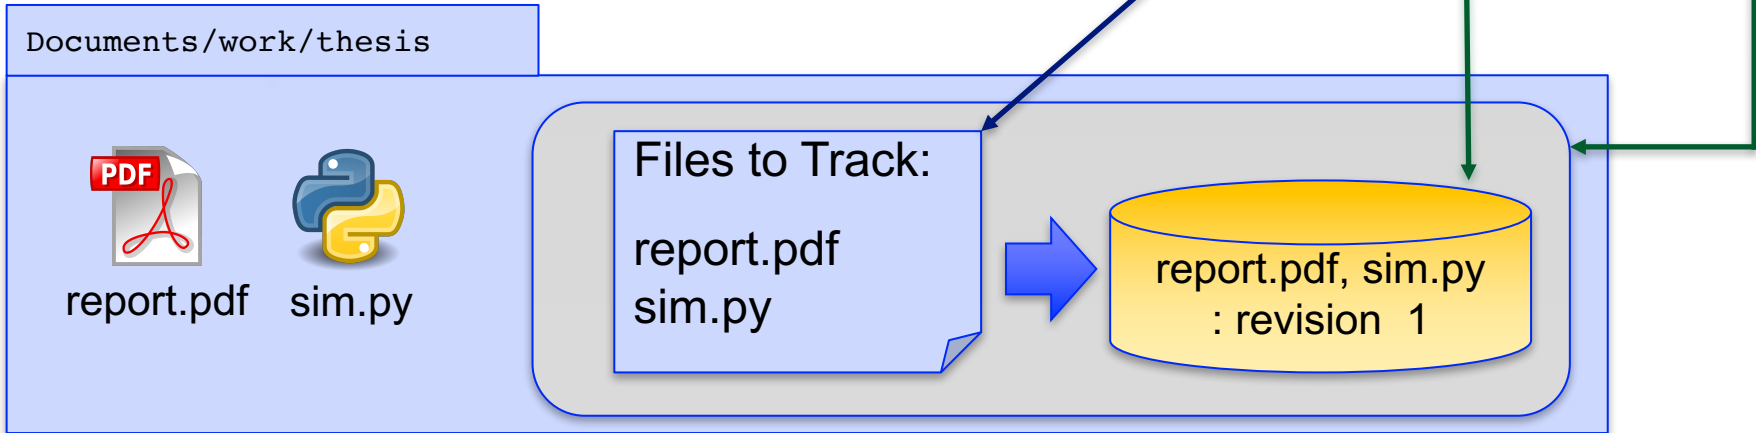 Documents/work/thesis
PDF
report.pdf
sim.py
Files to Track:
report.pdf
sim.py
report.pdf, sim.py
: revision 1